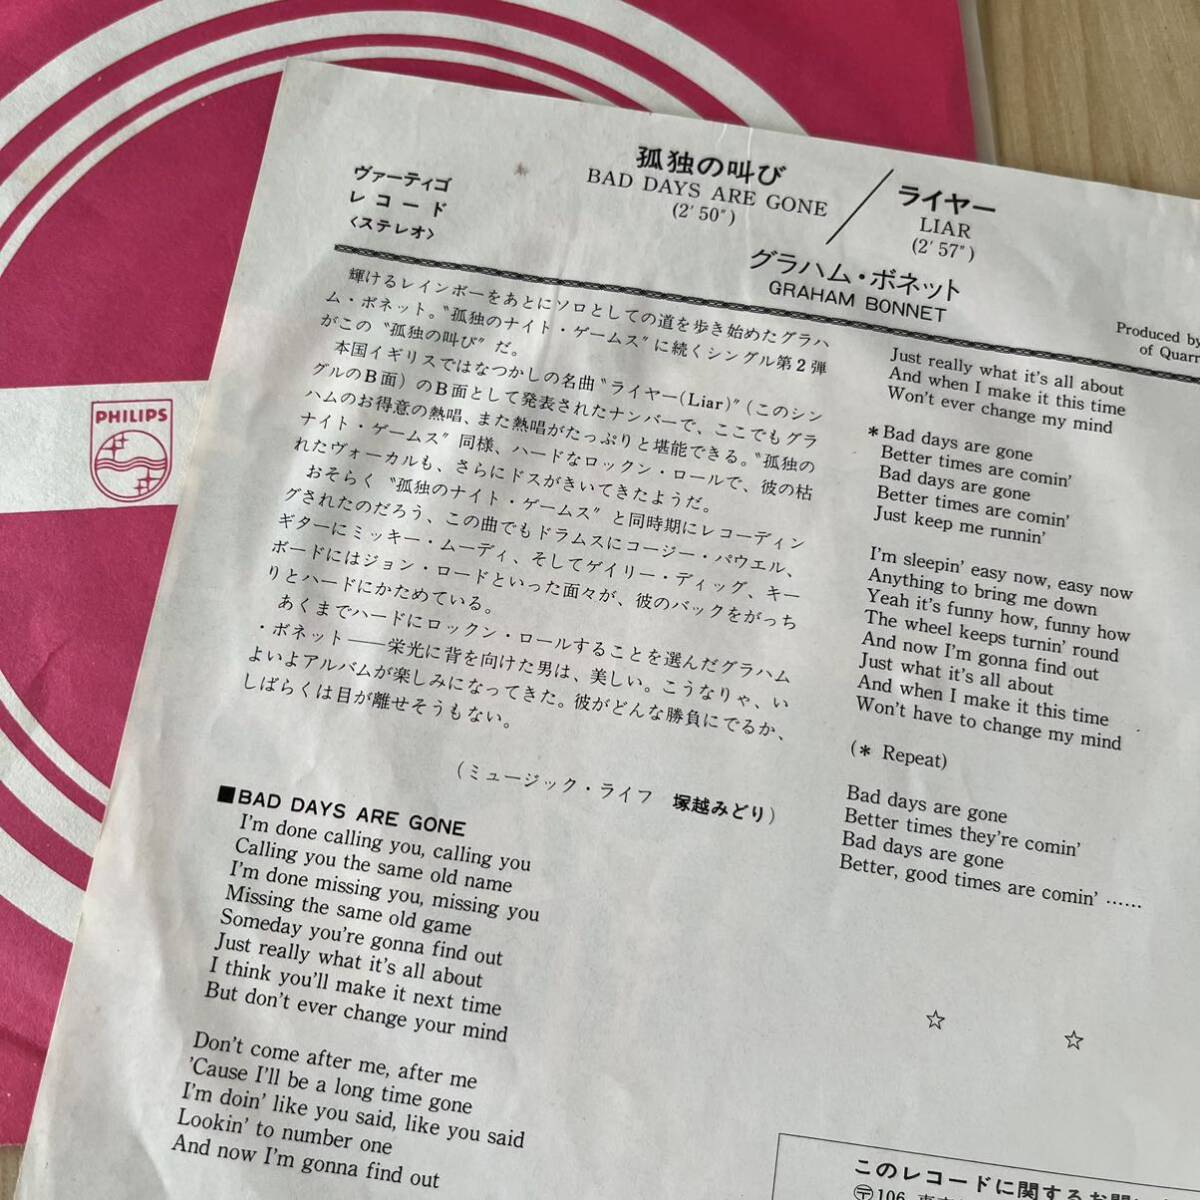 PHILIPS
ヴァーティゴ
レコード
〈ステレオ〉
孤独の叫び
BAD DAYS ARE GONE
(2′50″)
ライヤー
LIAR
(2′57″)
グラハム・ボネット
GRAHAM BONNET
輝けるレインボーをあとにソロとしての道を歩き始めたグラハ
ム・ボネット。〝孤独のナイト・ゲームス〟に続くシングル第2弾
がこの〝孤独の叫び〟だ。
本国イギリスではなつかしの名曲〝ライヤー(Liar)〟(このシン
グルのB面)のB面として発表されたナンバーで、ここでもグラ
ハムのお得意の熱唱、また熱唱がたっぷりと堪能できる。〝孤独の
ナイト・ゲームス〟同様、ハードなロックン・ロールで、彼の枯
れたヴォーカルも、さらにドスがきいてきたようだ。
おそらく〝孤独のナイト・ゲームス〟と同時期にレコーディン
グされたのだろう、この曲でもドラムスにコージー・パウエル、
ギターにミッキー・ムーディ、そしてゲイリー・ディッグ、キー
ボードにはジョン・ロードといった面々が、彼のバックをがっち
りとハードにかためている。
あくまでハードにロックン・ロールすることを選んだグラハム
・ボネット——栄光に背を向けた男は、美しい。こうなりゃ、い
よいよアルバムが楽しみになってきた。彼がどんな勝負にでるか、
しばらくは目が離せそうもない。
(ミュージック・ライフ 塚越みどり)
■BAD DAYS ARE GONE
I'm done calling you, calling you
Calling you the same old name
I'm done missing you, missing you
Missing the same old game
Someday you're gonna find out
Just really what it's all about
I think you'll make it next time
But don't ever change your mind
Don't come after me, after me
'Cause I'll be a long time gone
I'm doin' like you said, like you said
Lookin' to number one
And now I'm gonna find out
Produced by
of Quarr
Just really what it's all about
And when I make it this time
Won't ever change my mind
*Bad days are gone
Better times are comin'
Bad days are gone
Better times are comin'
Just keep me runnin'
I'm sleepin' easy now, easy now
Anything to bring me down
Yeah it's funny how, funny how
The wheel keeps turnin' round
And now I'm gonna find out
Just what it's all about
And when I make it this time
Won't have to change my mind
(* Repeat)
Bad days are gone
Better times they're comin'
Bad days are gone
Better, good times are comin' ……
☆ ☆
このレコードに関するお問
〒106